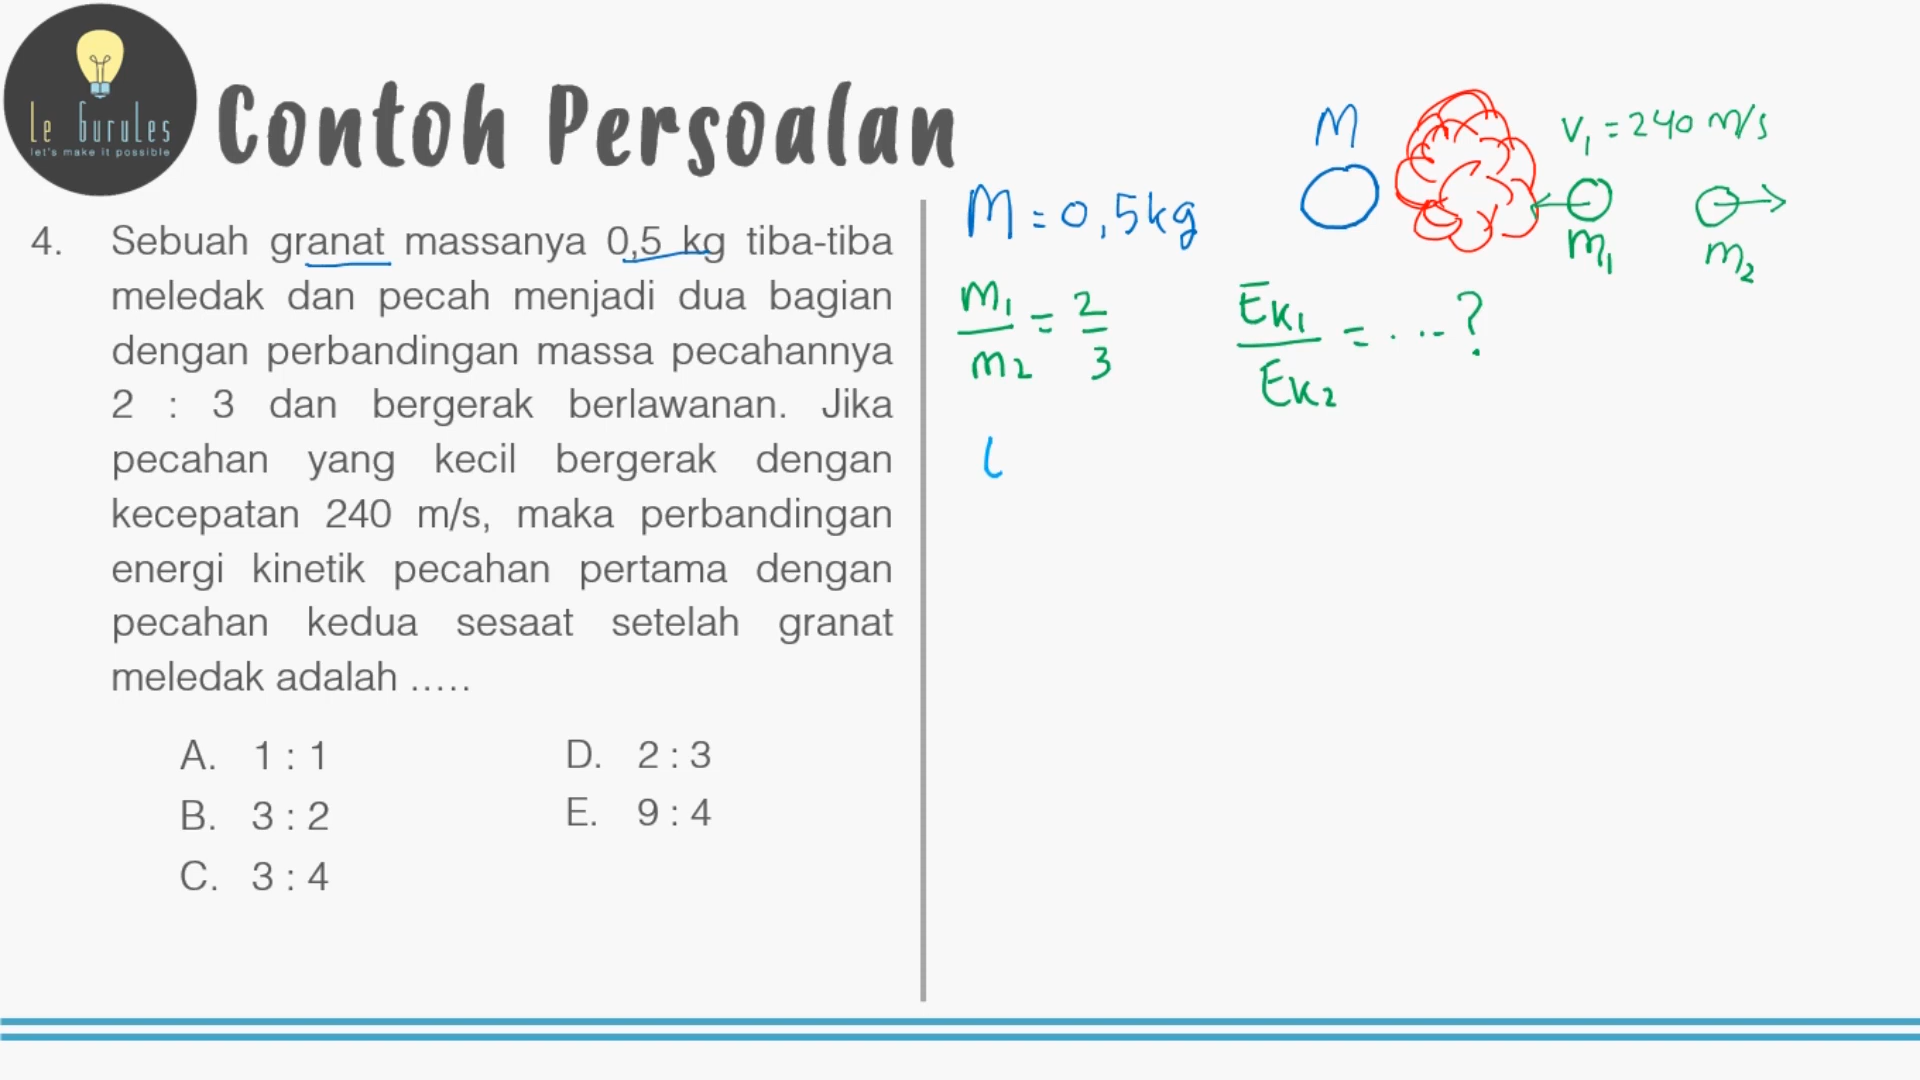 Le GuruLes
let's make it possible
Contoh Persoalan
4. Sebuah granat massanya 0,5 kg tiba-tiba
meledak dan pecah menjadi dua bagian
dengan perbandingan massa pecahannya
2 : 3 dan bergerak berlawanan. Jika
pecahan yang kecil bergerak dengan
kecepatan 240 m/s, maka perbandingan
energi kinetik pecahan pertama dengan
pecahan kedua sesaat setelah granat
meledak adalah .....
A. 1 : 1
B. 3 : 2
C. 3 : 4
D. 2 : 3
E. 9 : 4
M = 0,5 kg
M
V₁ = 240 m/s
m₁
m₂
m₁/m₂ = 2/3
Ek₁/Ek₂ = ....?